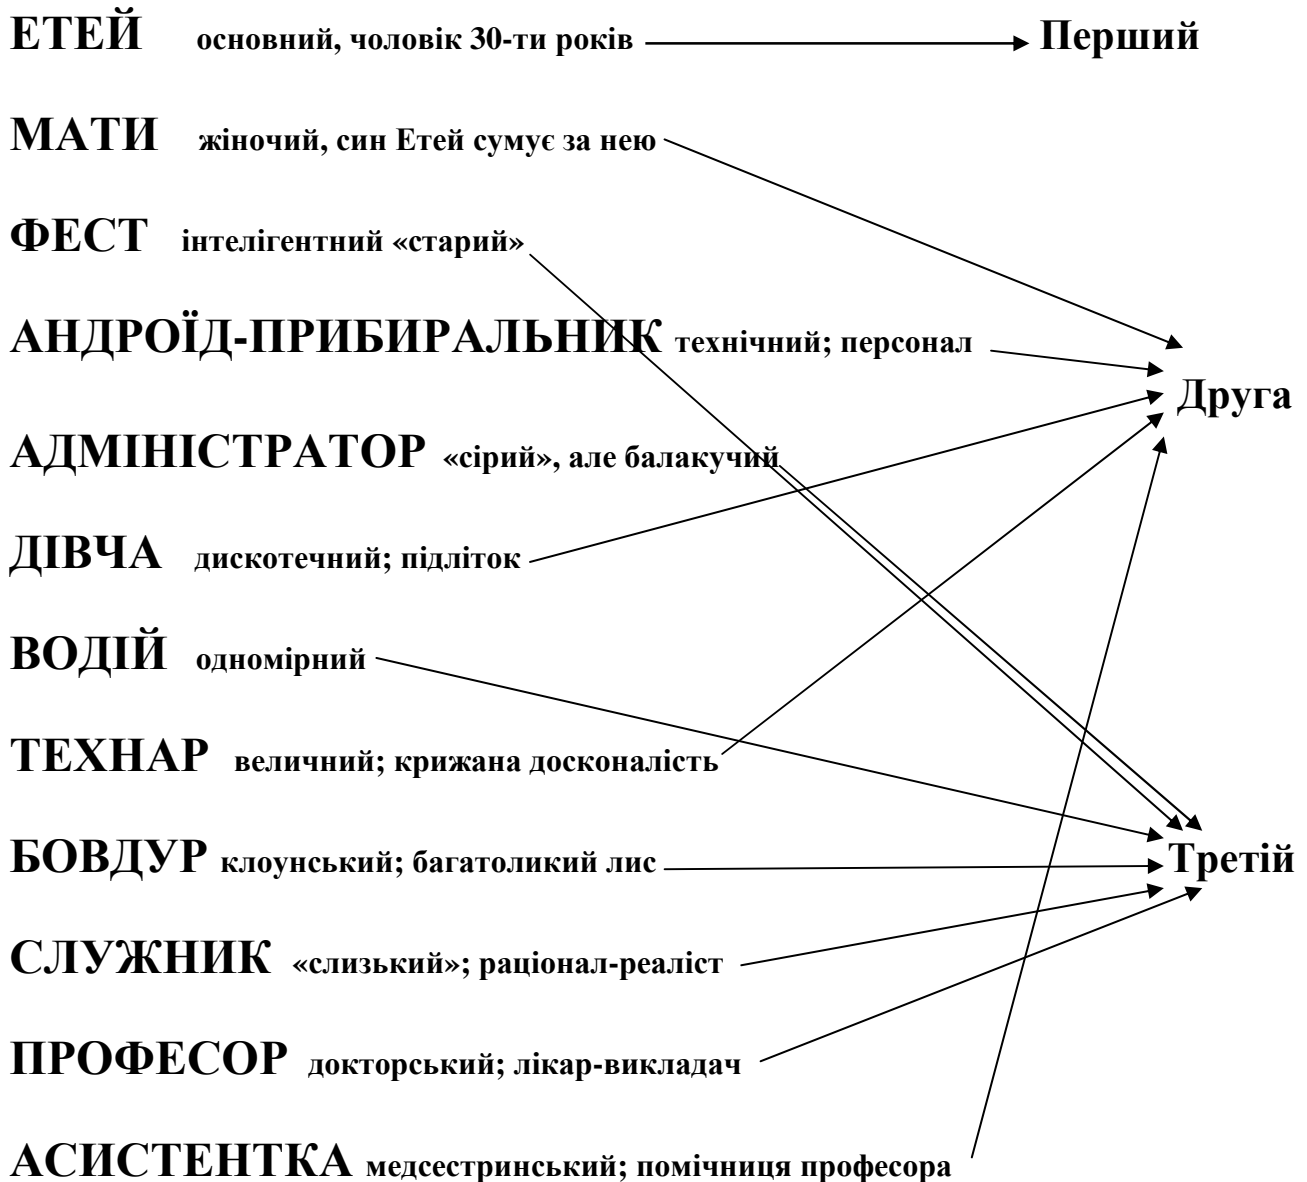 ЕТЕЙ основний, чоловік 30-ти років Перший
МАТИ жіночий, син Етей сумує за нею
ФЕСТ інтелігентний «старий»
АНДРОЇД-ПРИБИРАЛЬНИК технічний; персонал
Друга
АДМІНІСТРАТОР «сірий», але балакучий
ДІВЧА дискотечний; підліток
ВОДІЙ одномірний
ТЕХНАР величний; крижана досконалість
БОВДУР клоунський; багатоликий лис Третій
СЛУЖНИК «слизький»; раціонал-реаліст
ПРОФЕСОР докторський; лікар-викладач
АСИСТЕНТКА медсестринський; помічниця професора